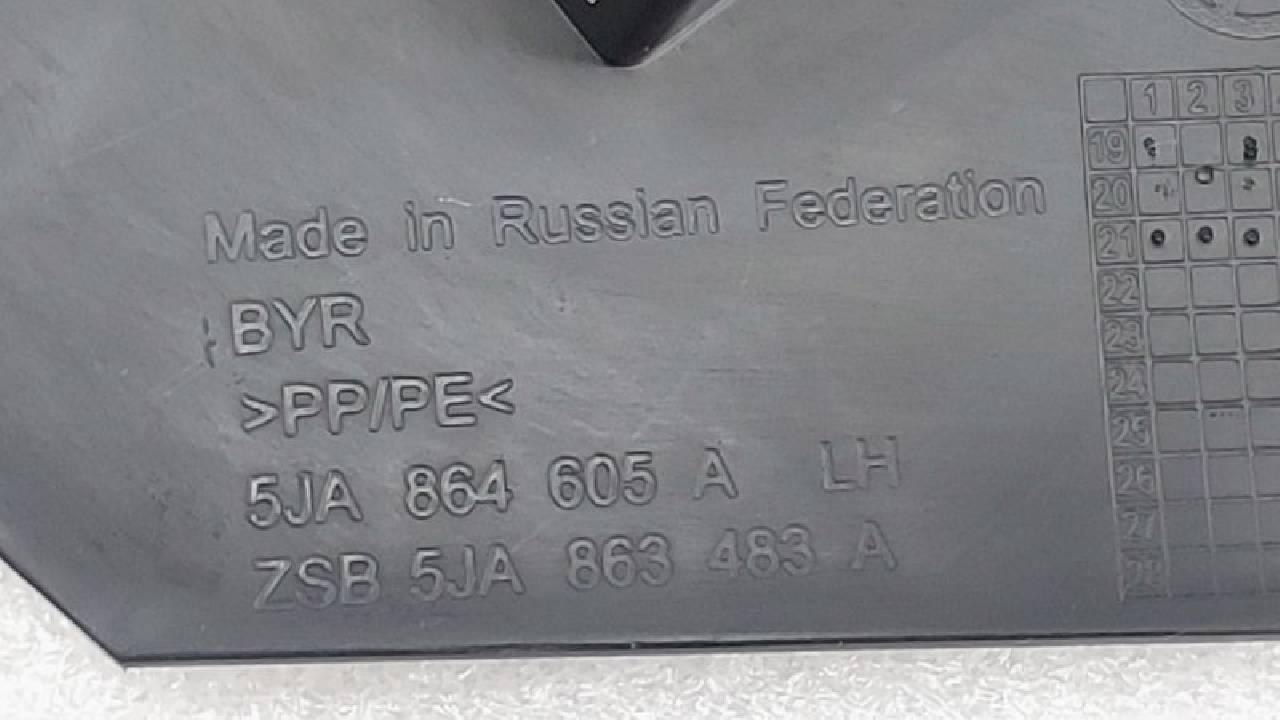 Made in Russian Federation
BYR
>PP/PE<
5JA 864 605 A LH
ZSB 5JA 863 483 A
1 2 3
19
20
21
22
23
24
25
26
27
28